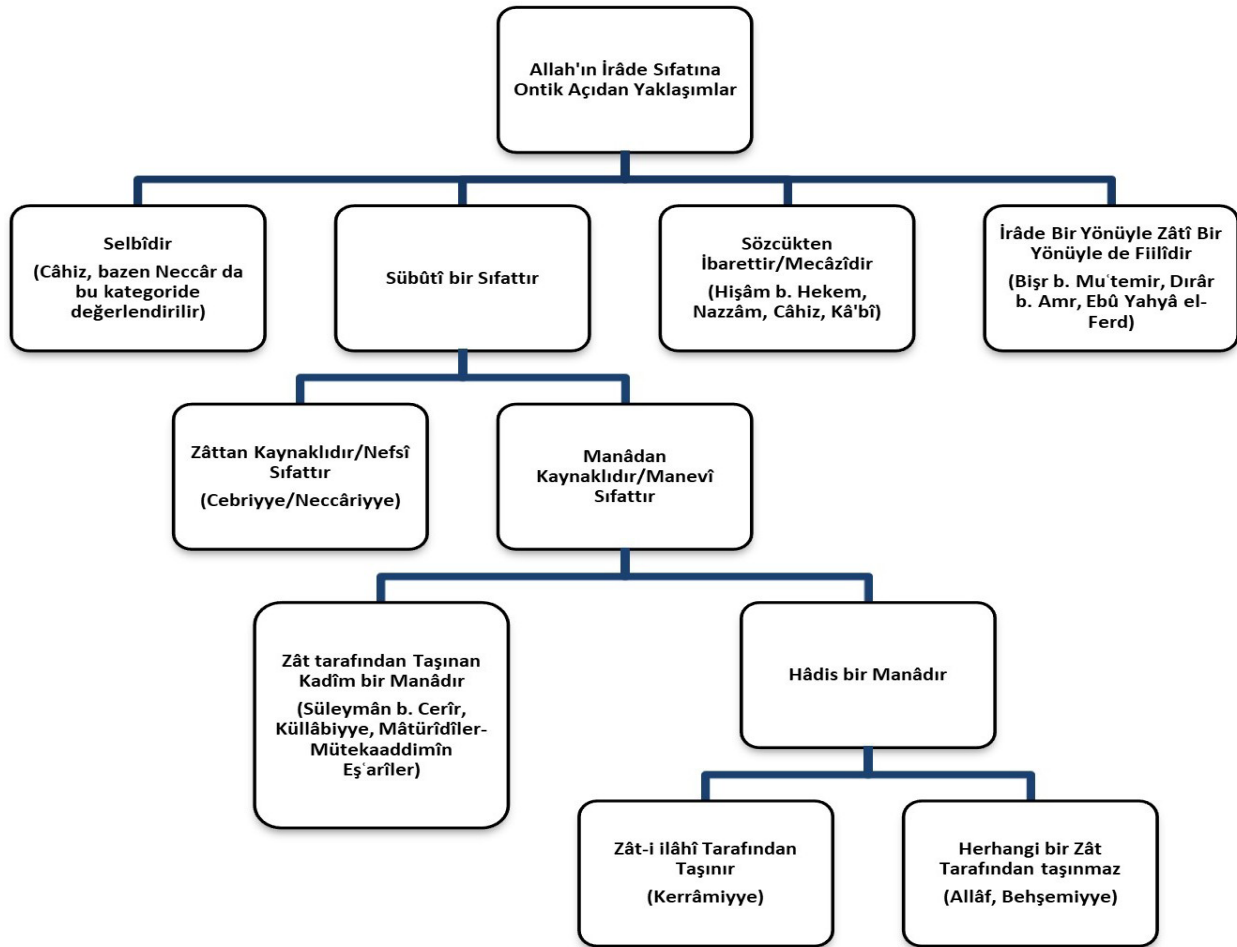 Allah'ın İrâde Sıfatına
Ontik Açıdan Yaklaşımlar
Selbîdir
(Câhiz, bazen Neccâr da
bu kategoride
değerlendirilir)
Sübûtî bir Sıfattır
Sözcükten
İbarettir/Mecâzîdir
(Hişâm b. Hekem,
Nazzâm, Câhiz, Kâ'bî)
İrâde Bir Yönüyle Zâtî Bir
Yönüyle de Fiilîdir
(Bişr b. Muʿtemir, Dırâr
b. Amr, Ebû Yahyâ el-
Ferd)
Zâttan Kaynaklıdır/Nefsî
Sıfattır
(Cebriyye/Neccâriyye)
Manâdan
Kaynaklıdır/Manevî
Sıfattır
Zât tarafından Taşınan
Kadîm bir Manâdır
(Süleymân b. Cerîr,
Küllâbiyye, Mâtürîdîler-
Mütekaaddimîn
Eşʿarîler)
Hâdis bir Manâdır
Zât-i ilâhî Tarafından
Taşınır
(Kerrâmiyye)
Herhangi bir Zât
Tarafından taşınmaz
(Allâf, Behşemiyye)